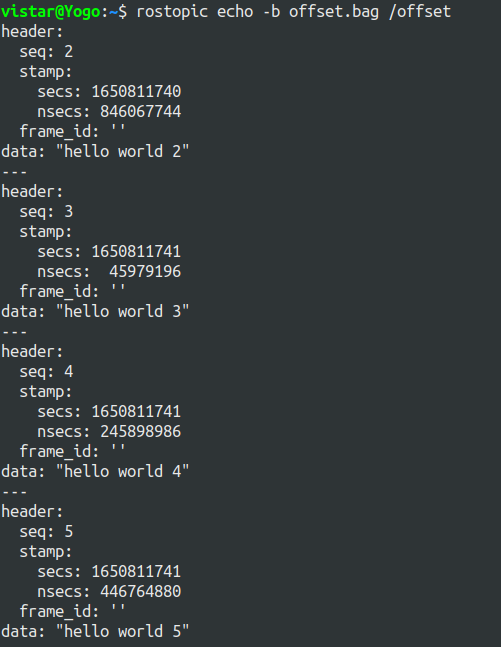 vistar@Yogo:~$ rostopic echo -b offset.bag /offset
header:
  seq: 2
  stamp:
    secs: 1650811740
    nsecs: 846067744
  frame_id: ''
data: "hello world 2"
---
header:
  seq: 3
  stamp:
    secs: 1650811741
    nsecs:  45979196
  frame_id: ''
data: "hello world 3"
---
header:
  seq: 4
  stamp:
    secs: 1650811741
    nsecs: 245898986
  frame_id: ''
data: "hello world 4"
---
header:
  seq: 5
  stamp:
    secs: 1650811741
    nsecs: 446764880
  frame_id: ''
data: "hello world 5"